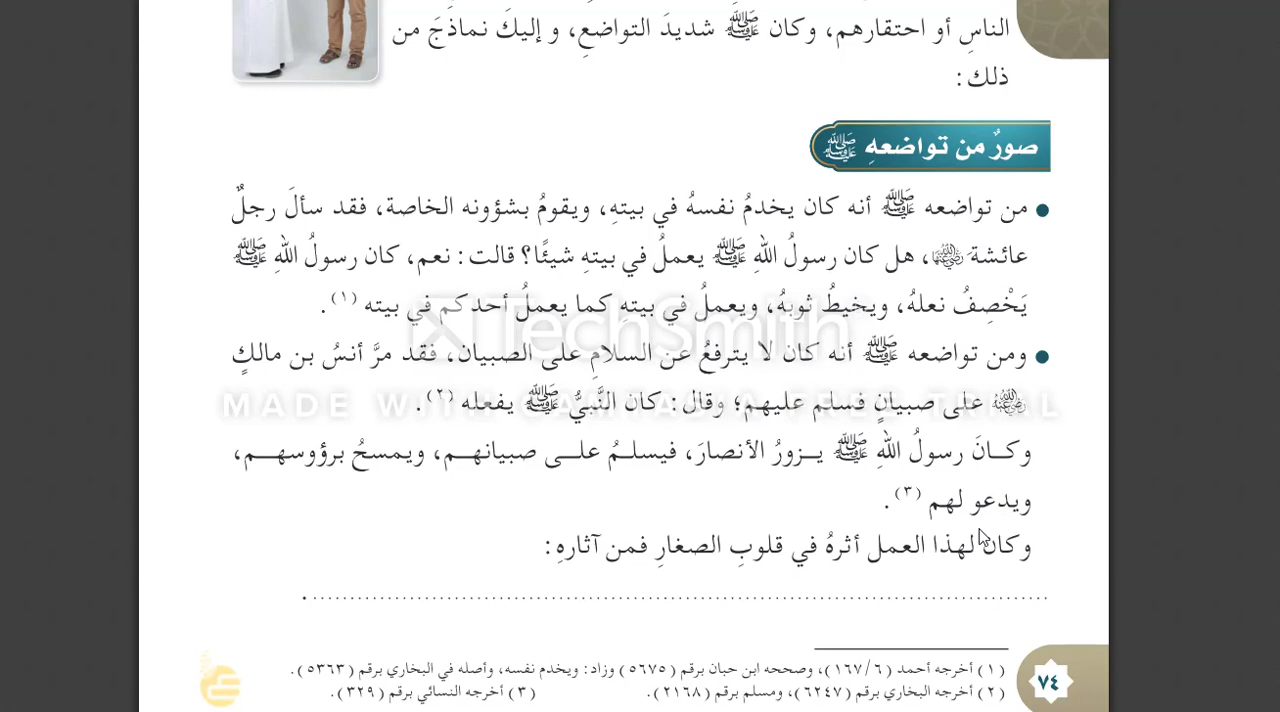 الناسِ أو احتقارهم، وكان ﷺ شديدَ التواضعِ، و إليكَ نماذجَ من
ذلك:
صورٌ من تواضعهِ ﷺ
● من تواضعه ﷺ أنه كان يخدمُ نفسهُ في بيتهِ، ويقومُ بشؤونه الخاصة، فقد سألَ رجلٌ
عائشةَ رضي الله عنها، هل كان رسولُ اللهِ ﷺ يعملُ في بيتهِ شيئًا؟ قالت: نعم، كان رسولُ اللهِ ﷺ
يَخْصِفُ نعلهُ، ويخيطُ ثوبهُ، ويعملُ في بيتهِ كما يعملُ أحدكم في بيته (١).
TechSmith
● ومن تواضعه ﷺ أنه كان لا يترفعُ عن السلامِ على الصبيان، فقد مرَّ أنسُ بن مالكٍ
رضي الله عنه على صبيانٍ فسلم عليهم؛ وقال: كان النَّبيُّ ﷺ يفعله (٢).
MADE WITH CAMTASIA FREE TRIAL
وكـانَ رسولُ اللهِ ﷺ يـزورُ الأنصارَ، فيسلـمُ علـى صبيانهـم، ويمسحُ برؤوسهـم،
ويدعو لهم (٣).
وكان لهذا العمل أثرهُ في قلوبِ الصغارِ فمن آثارهِ:
(١) أخرجه أحمد (٦/ ١٦٧)، وصححه ابن حبان برقم (٥٦٧٥) وزاد: ويخدم نفسه، وأصله في البخاري برقم (٥٣٦٣).
(٢) أخرجه البخاري برقم (٦٢٤٧)، ومسلم برقم (٢١٦٨). (٣) أخرجه النسائي برقم (٣٢٩).
٧٤